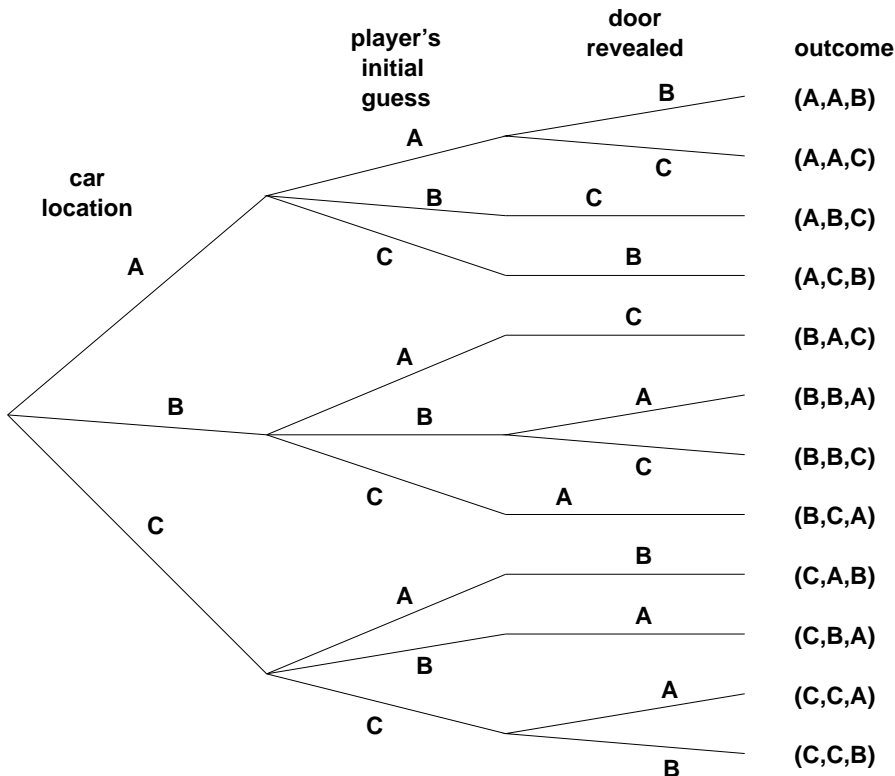 player's
initial
guess
door
revealed
outcome
car
location
B
(A,A,B)
A
C
(A,A,C)
B
C
(A,B,C)
A
C
B
(A,C,B)
C
(B,A,C)
A
A
(B,B,A)
B
B
C
(B,B,C)
C
A
(B,C,A)
C
B
(C,A,B)
A
A
(C,B,A)
B
A
(C,C,A)
C
B
(C,C,B)